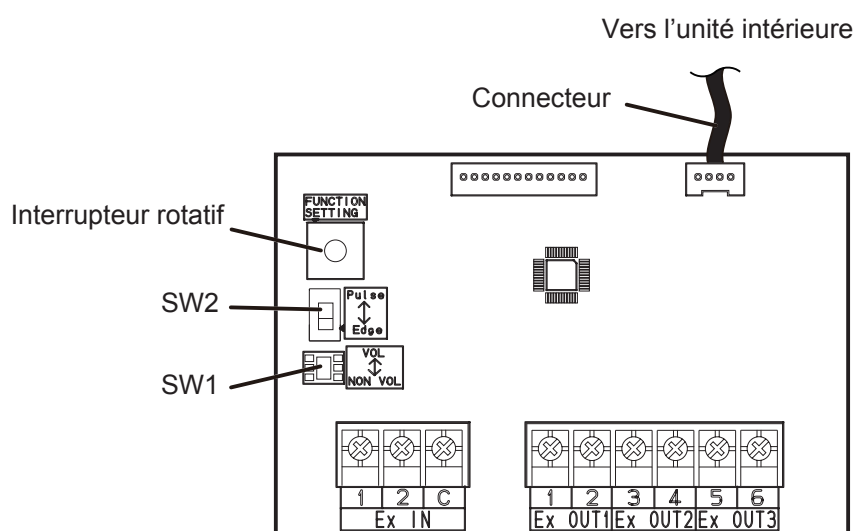 Vers l’unité intérieure
Connecteur
FUNCTION
SETTING
Interrupteur rotatif
SW2
Pulse
Edge
SW1
VOL
NON VOL
1 2 C
Ex IN
1 2 3 4 5 6
Ex OUT1 Ex OUT2 Ex OUT3